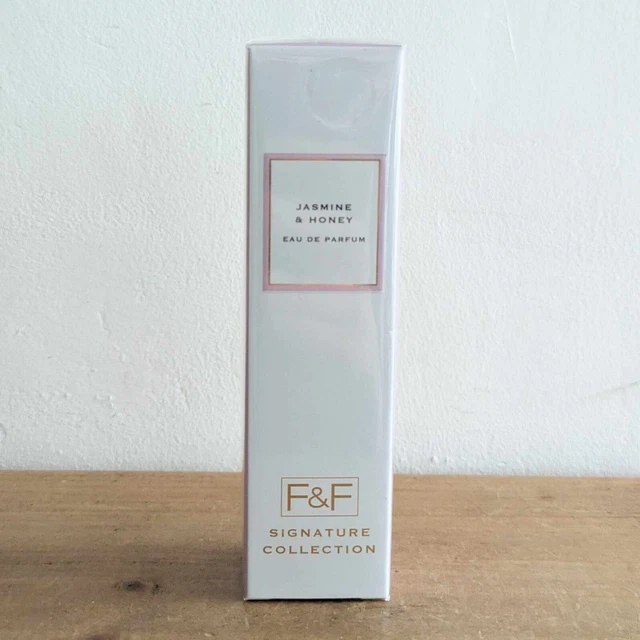 JASMINE
& HONEY
EAU DE PARFUM
F&F
SIGNATURE
COLLECTION